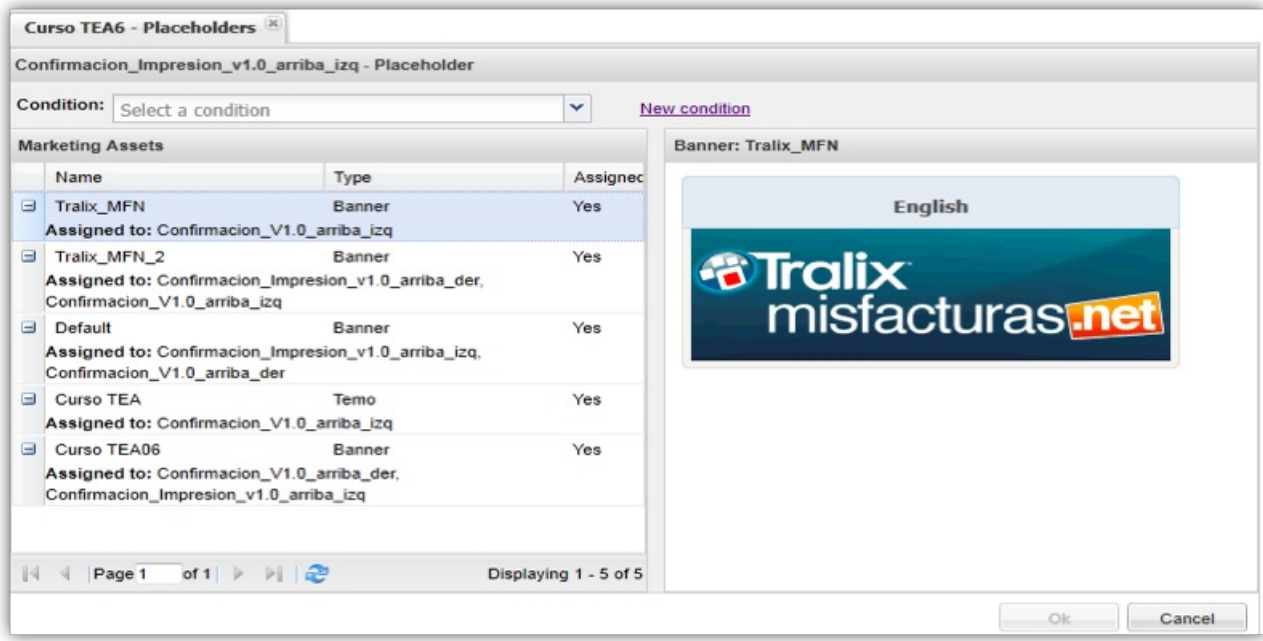 Curso TEA6 - Placeholders
Confirmacion_Impresion_v1.0_arriba_izq - Placeholder
Condition: Select a condition New condition
Marketing Assets
Name Type Assigned
Tralix_MFN Banner Yes
Assigned to: Confirmacion_V1.0_arriba_izq
Tralix_MFN_2 Banner Yes
Assigned to: Confirmacion_Impresion_v1.0_arriba_der,
Confirmacion_V1.0_arriba_izq
Default Banner Yes
Assigned to: Confirmacion_Impresion_v1.0_arriba_izq,
Confirmacion_V1.0_arriba_der
Curso TEA Temo Yes
Assigned to: Confirmacion_V1.0_arriba_izq
Curso TEA06 Banner Yes
Assigned to: Confirmacion_V1.0_arriba_der,
Confirmacion_Impresion_v1.0_arriba_izq
Page 1 of 1 Displaying 1 - 5 of 5
Banner: Tralix_MFN
English
Tralix
misfacturas.net
Ok Cancel